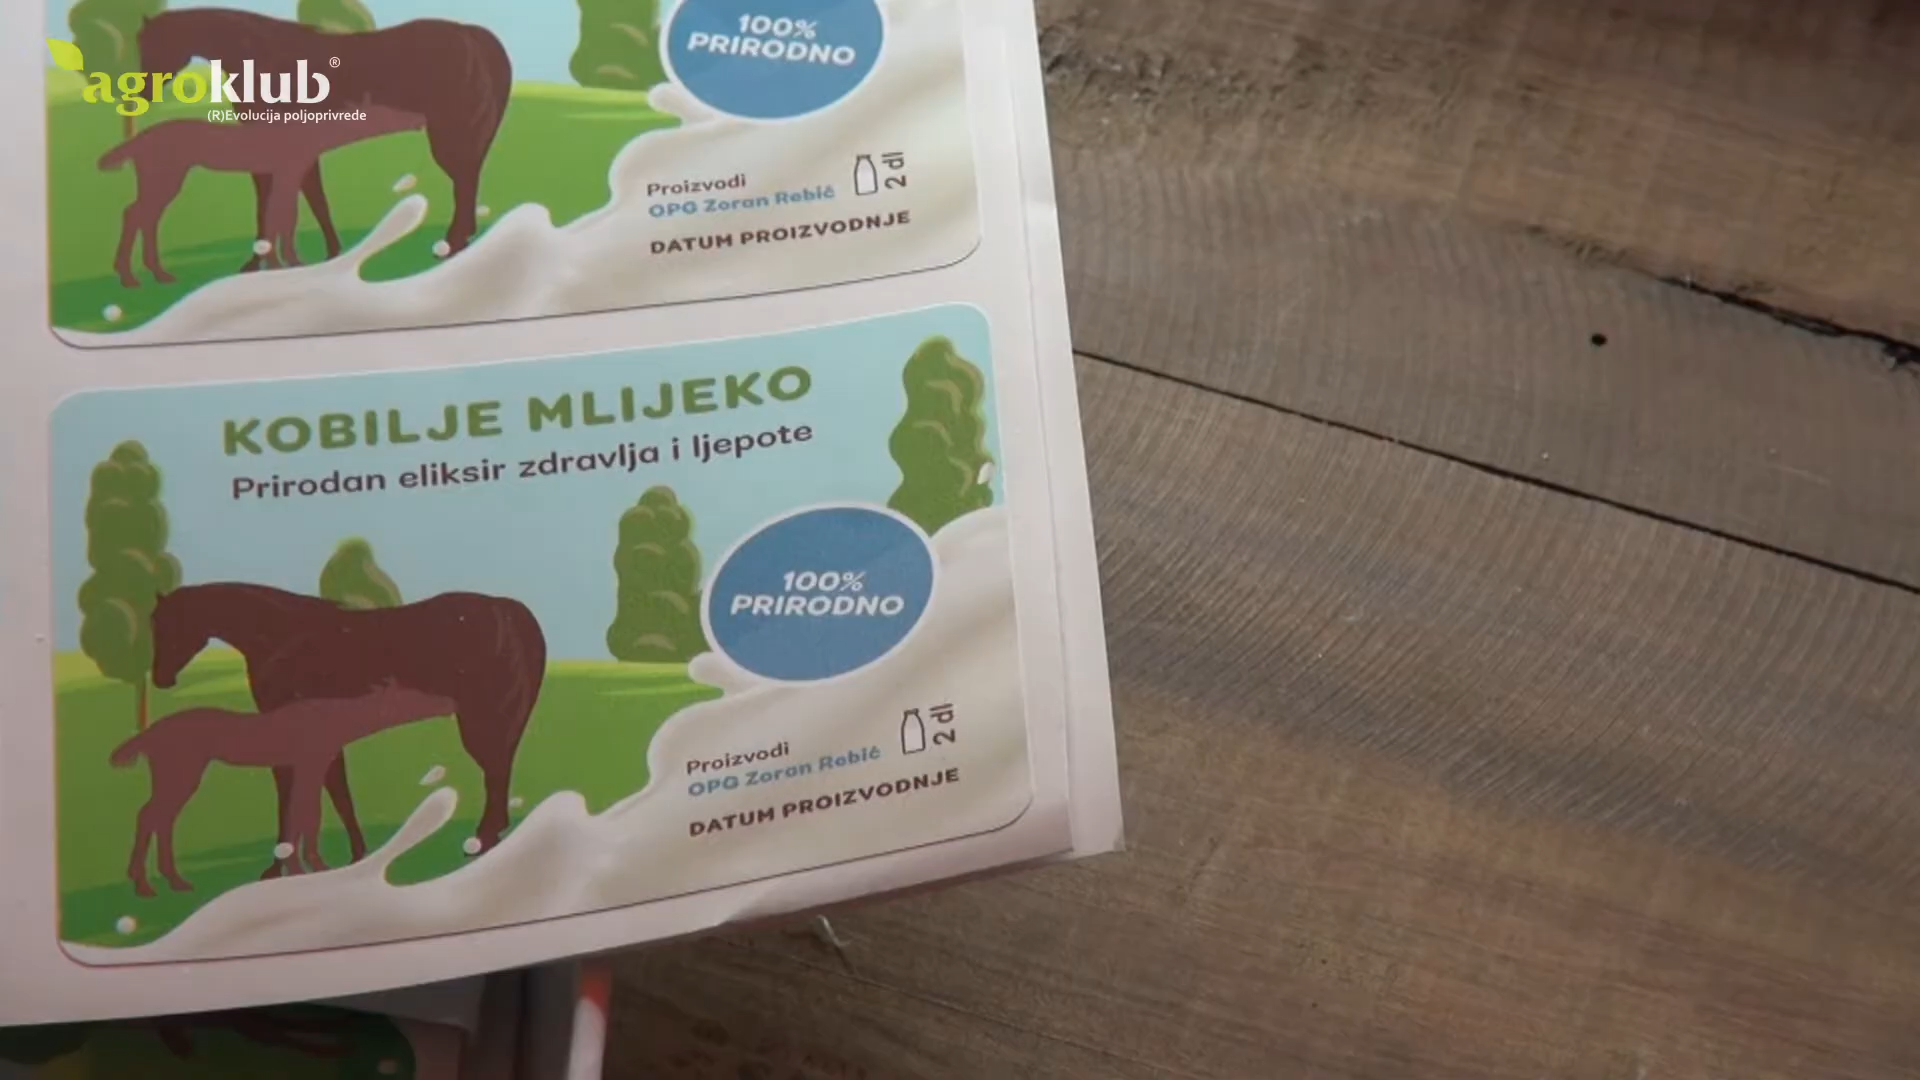 agroklub®
(R)Evolucija poljoprivrede
100%
PRIRODNO
Proizvodi
OPG Zoran Rebić
2 dl
DATUM PROIZVODNJE
KOBILJE MLIJEKO
Prirodan eliksir zdravlja i ljepote
100%
PRIRODNO
Proizvodi
OPG Zoran Rebić
2 dl
DATUM PROIZVODNJE